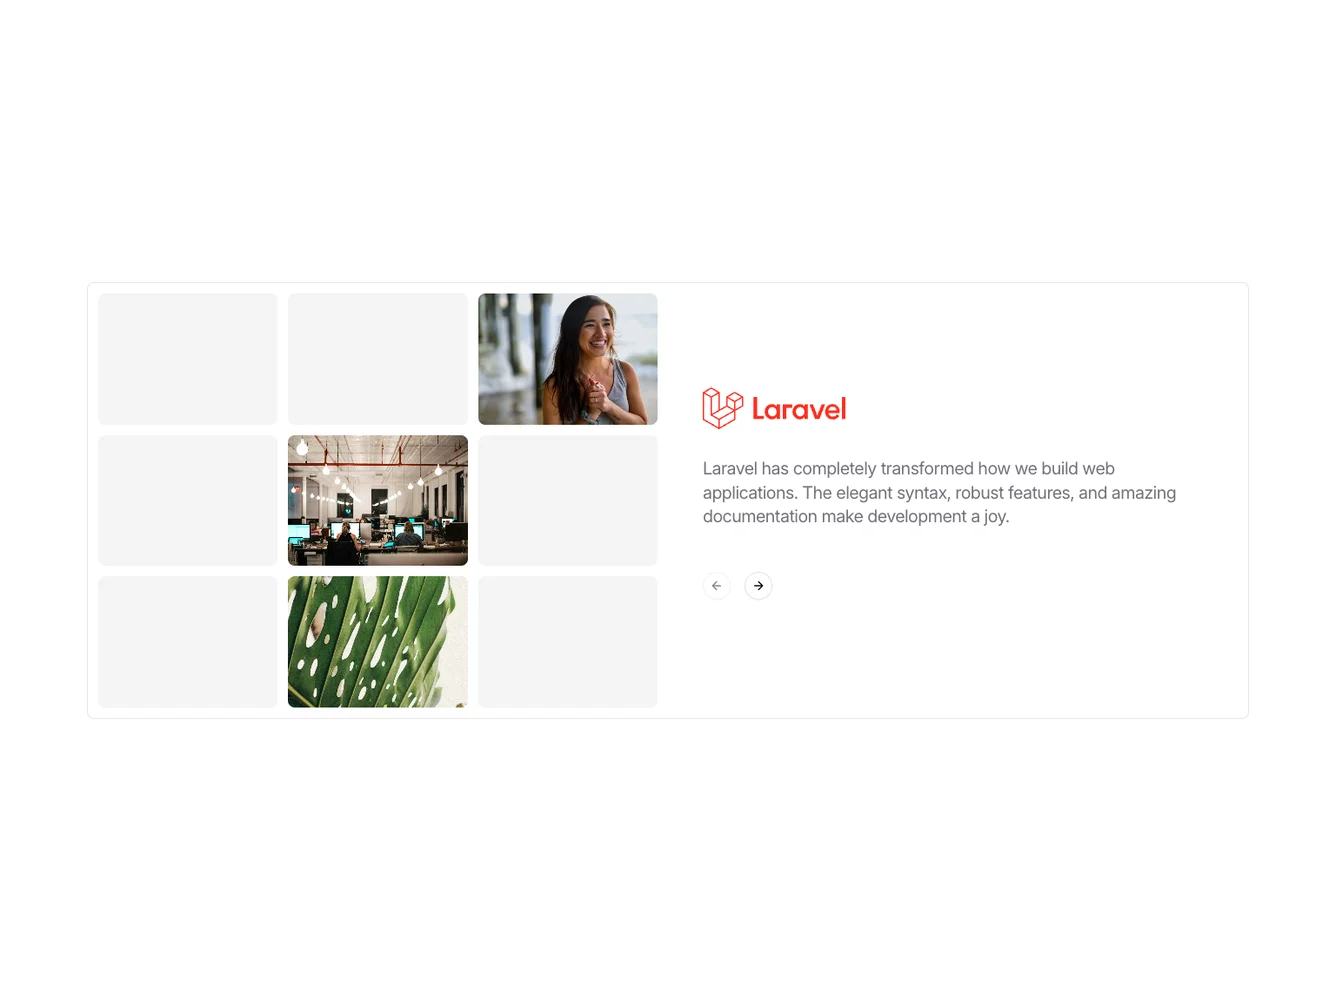 Laravel
Laravel has completely transformed how we build web
applications. The elegant syntax, robust features, and amazing
documentation make development a joy.